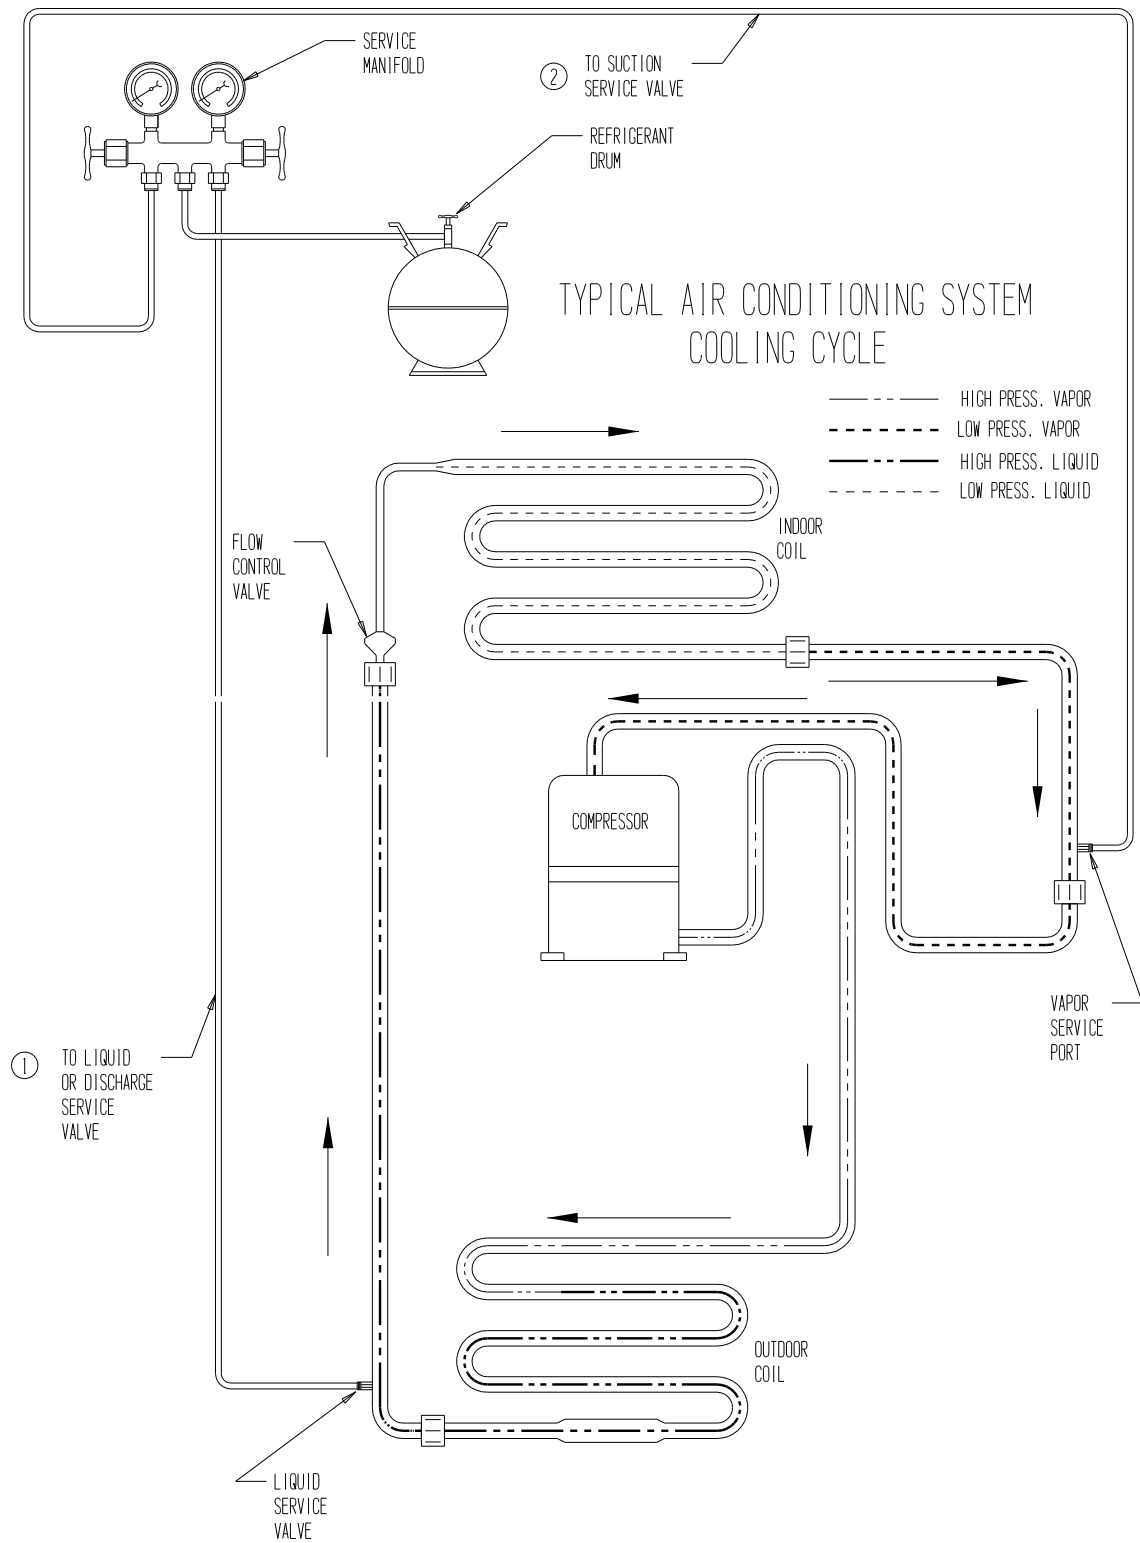 SERVICE
MANIFOLD
2
TO SUCTION
SERVICE VALVE
REFRIGERANT
DRUM
TYPICAL AIR CONDITIONING SYSTEM
COOLING CYCLE
HIGH PRESS. VAPOR
LOW PRESS. VAPOR
HIGH PRESS. LIQUID
LOW PRESS. LIQUID
INDOOR
COIL
FLOW
CONTROL
VALVE
COMPRESSOR
VAPOR
SERVICE
PORT
1
TO LIQUID
OR DISCHARGE
SERVICE
VALVE
OUTDOOR
COIL
LIQUID
SERVICE
VALVE